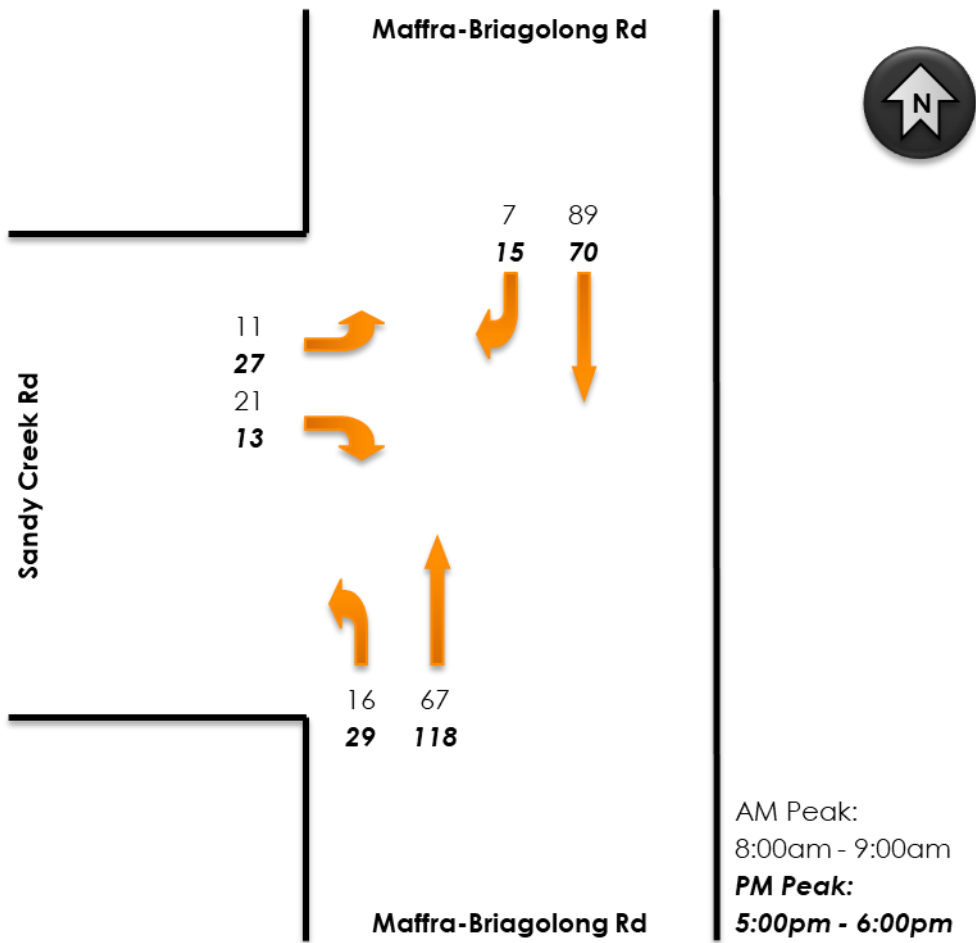 Maffra-Briagolong Rd
N
7 89
15 70
11
27
21
13
Sandy Creek Rd
16 67
29 118
AM Peak:
8:00am - 9:00am
PM Peak:
5:00pm - 6:00pm
Maffra-Briagolong Rd